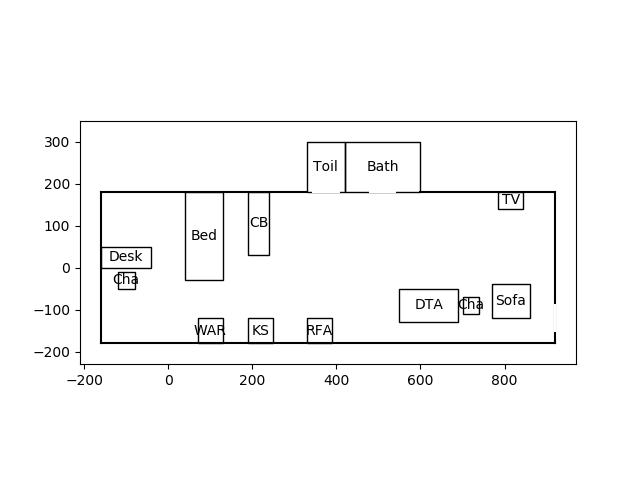 300
200
100
0
−100
−200
−200
0
200
400
600
800
Toil
Bath
TV
CB
Bed
Desk
Cha
DTA
Cha
Sofa
WAR
KS
RFA